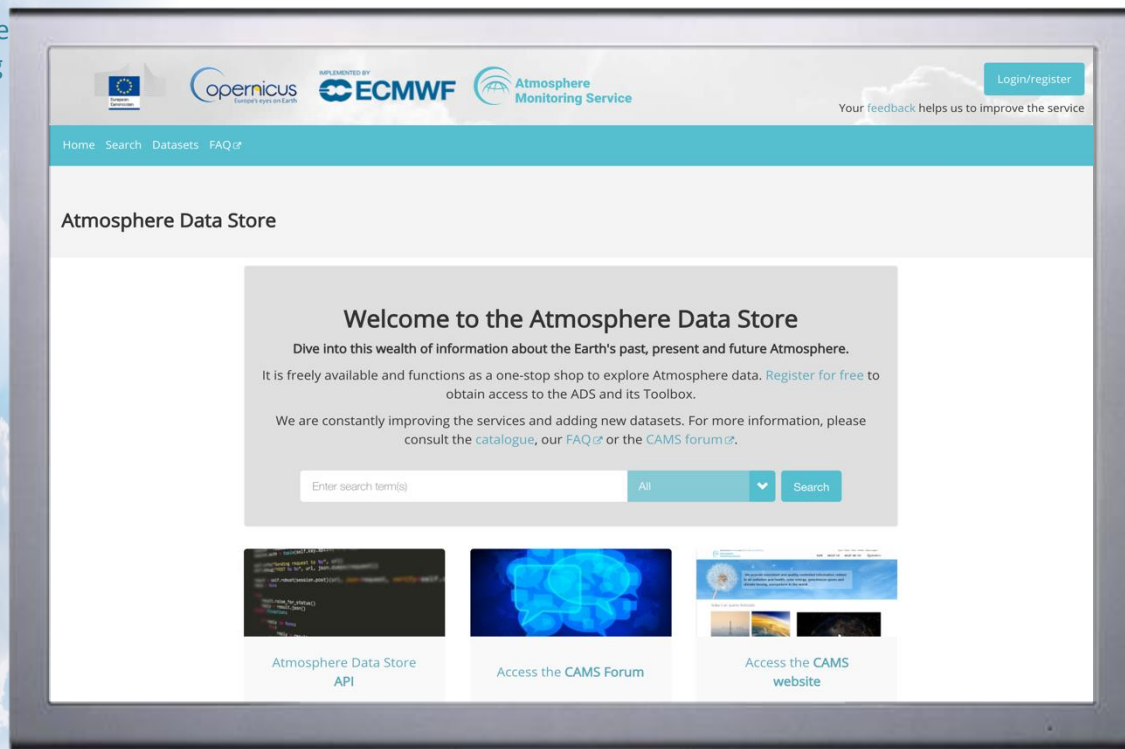 European
Commission
opernicus
Europe's eyes on Earth
IMPLEMENTED BY
ECMWF
Atmosphere
Monitoring Service
Login/register
Your feedback helps us to improve the service
Home Search Datasets FAQ
Atmosphere Data Store
Welcome to the Atmosphere Data Store
Dive into this wealth of information about the Earth's past, present and future Atmosphere.
It is freely available and functions as a one-stop shop to explore Atmosphere data. Register for free to
obtain access to the ADS and its Toolbox.
We are constantly improving the services and adding new datasets. For more information, please
consult the catalogue, our FAQ or the CAMS forum.
Enter search term(s)
All
Search
Atmosphere Data Store
API
Access the CAMS Forum
Access the CAMS
website